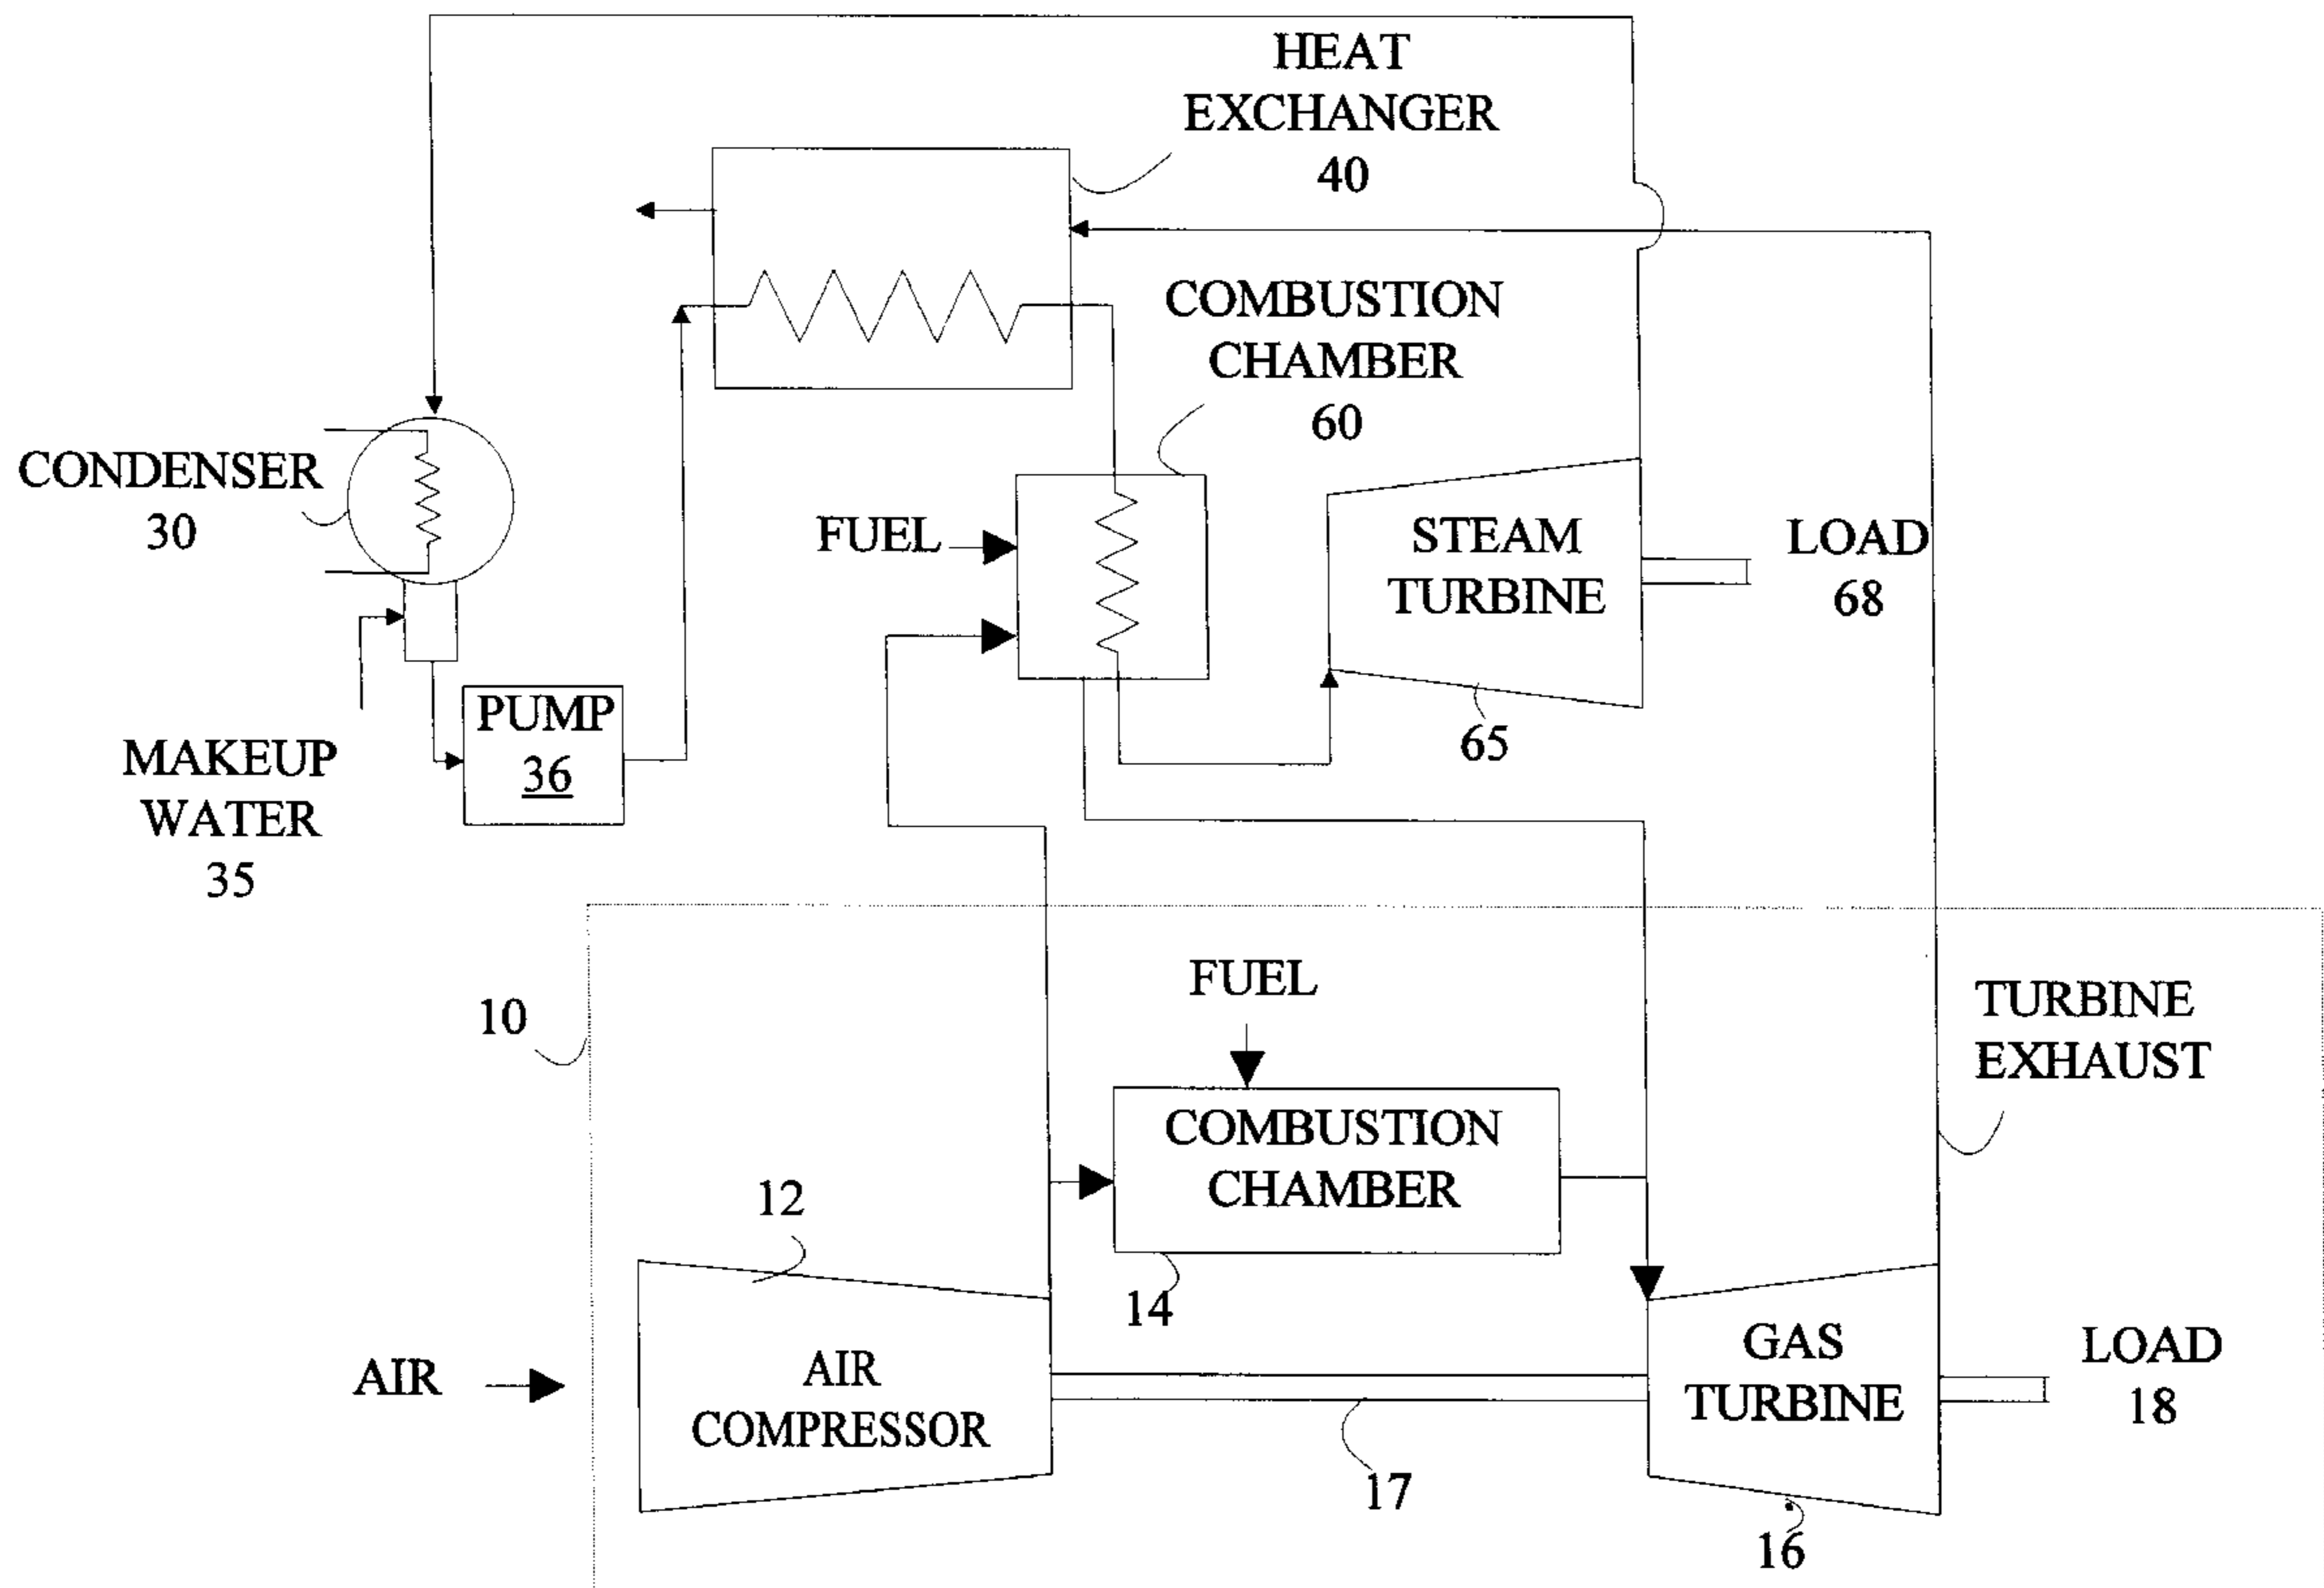 HEAT
EXCHANGER
40
COMBUSTION
CHAMBER
60
CONDENSER
30
FUEL
STEAM
TURBINE
LOAD
68
65
PUMP
36
MAKEUP
WATER
35
10
FUEL
TURBINE
EXHAUST
COMBUSTION
CHAMBER
12
14
AIR
AIR
COMPRESSOR
GAS
TURBINE
LOAD
18
17
16